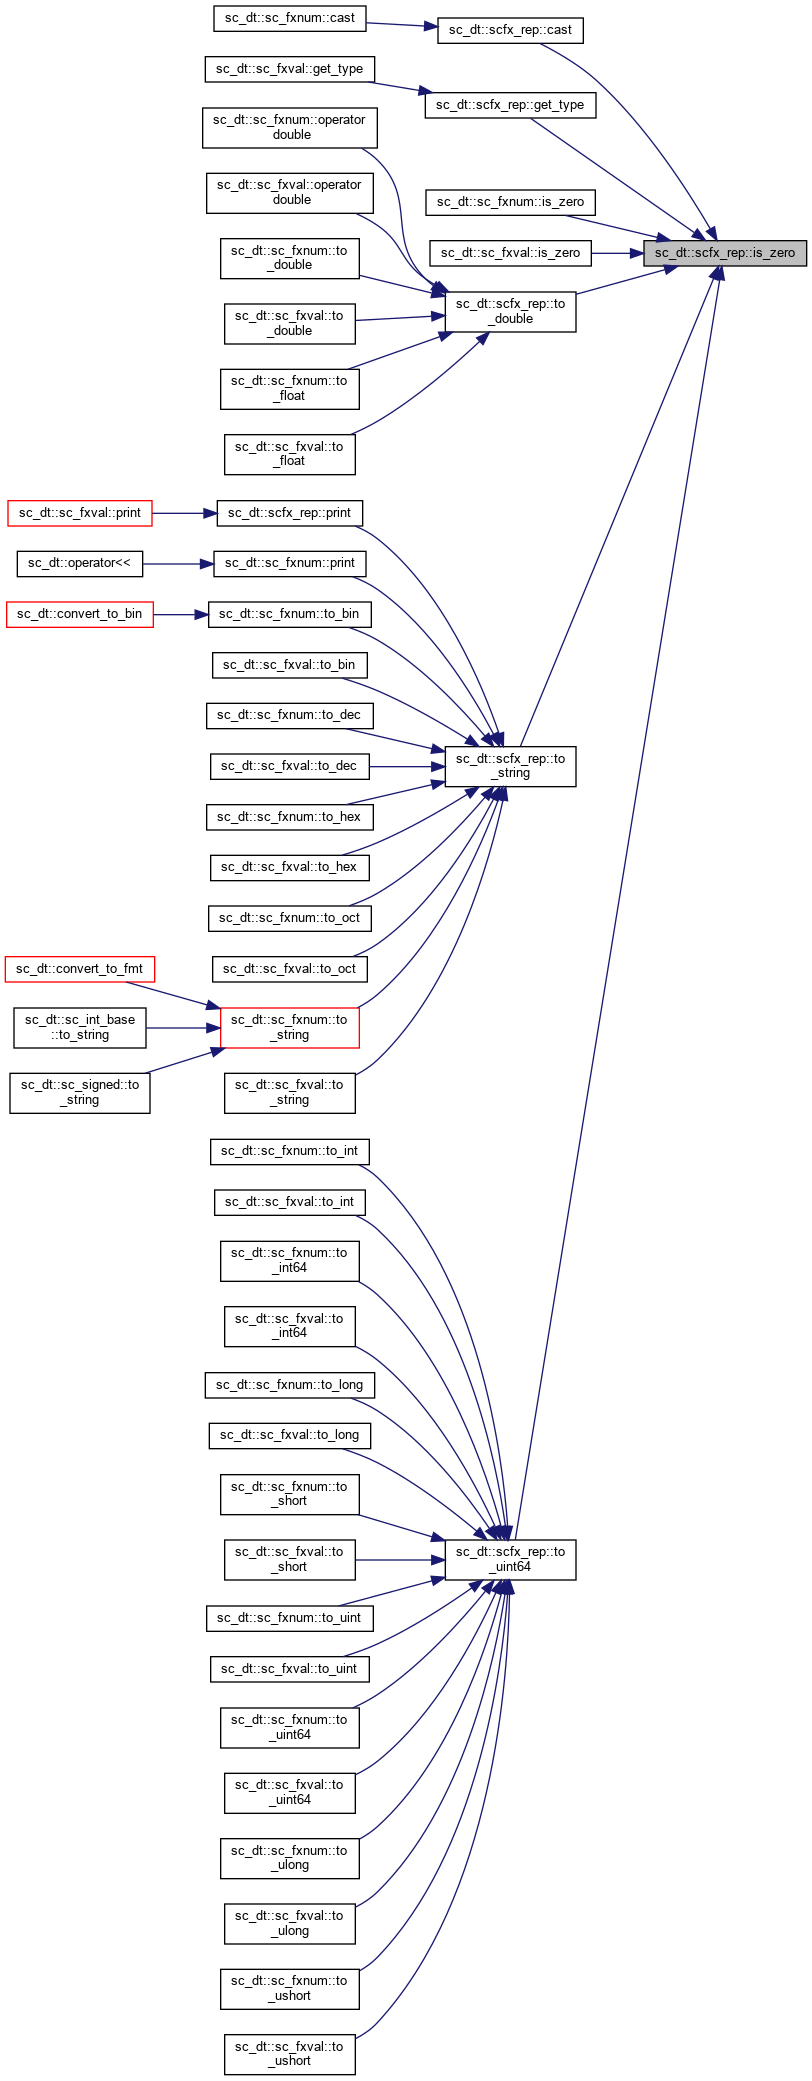 sc_dt::sc_fxnum::cast
sc_dt::scfx_rep::cast
sc_dt::sc_fxval::get_type
sc_dt::scfx_rep::get_type
sc_dt::sc_fxnum::operator
double
sc_dt::sc_fxval::operator
double
sc_dt::sc_fxnum::is_zero
sc_dt::sc_fxval::is_zero
sc_dt::scfx_rep::is_zero
sc_dt::sc_fxnum::to
_double
sc_dt::sc_fxval::to
_double
sc_dt::scfx_rep::to
_double
sc_dt::sc_fxnum::to
_float
sc_dt::sc_fxval::to
_float
sc_dt::sc_fxval::print
sc_dt::scfx_rep::print
sc_dt::operator<<
sc_dt::sc_fxnum::print
sc_dt::convert_to_bin
sc_dt::sc_fxnum::to_bin
sc_dt::sc_fxval::to_bin
sc_dt::sc_fxnum::to_dec
sc_dt::sc_fxval::to_dec
sc_dt::scfx_rep::to
_string
sc_dt::sc_fxnum::to_hex
sc_dt::sc_fxval::to_hex
sc_dt::sc_fxnum::to_oct
sc_dt::sc_fxval::to_oct
sc_dt::convert_to_fmt
sc_dt::sc_int_base
::to_string
sc_dt::sc_fxnum::to
_string
sc_dt::sc_signed::to
_string
sc_dt::sc_fxval::to
_string
sc_dt::sc_fxnum::to_int
sc_dt::sc_fxval::to_int
sc_dt::sc_fxnum::to
_int64
sc_dt::sc_fxval::to
_int64
sc_dt::sc_fxnum::to_long
sc_dt::sc_fxval::to_long
sc_dt::sc_fxnum::to
_short
sc_dt::sc_fxval::to
_short
sc_dt::scfx_rep::to
_uint64
sc_dt::sc_fxnum::to_uint
sc_dt::sc_fxval::to_uint
sc_dt::sc_fxnum::to
_uint64
sc_dt::sc_fxval::to
_uint64
sc_dt::sc_fxnum::to
_ulong
sc_dt::sc_fxval::to
_ulong
sc_dt::sc_fxnum::to
_ushort
sc_dt::sc_fxval::to
_ushort